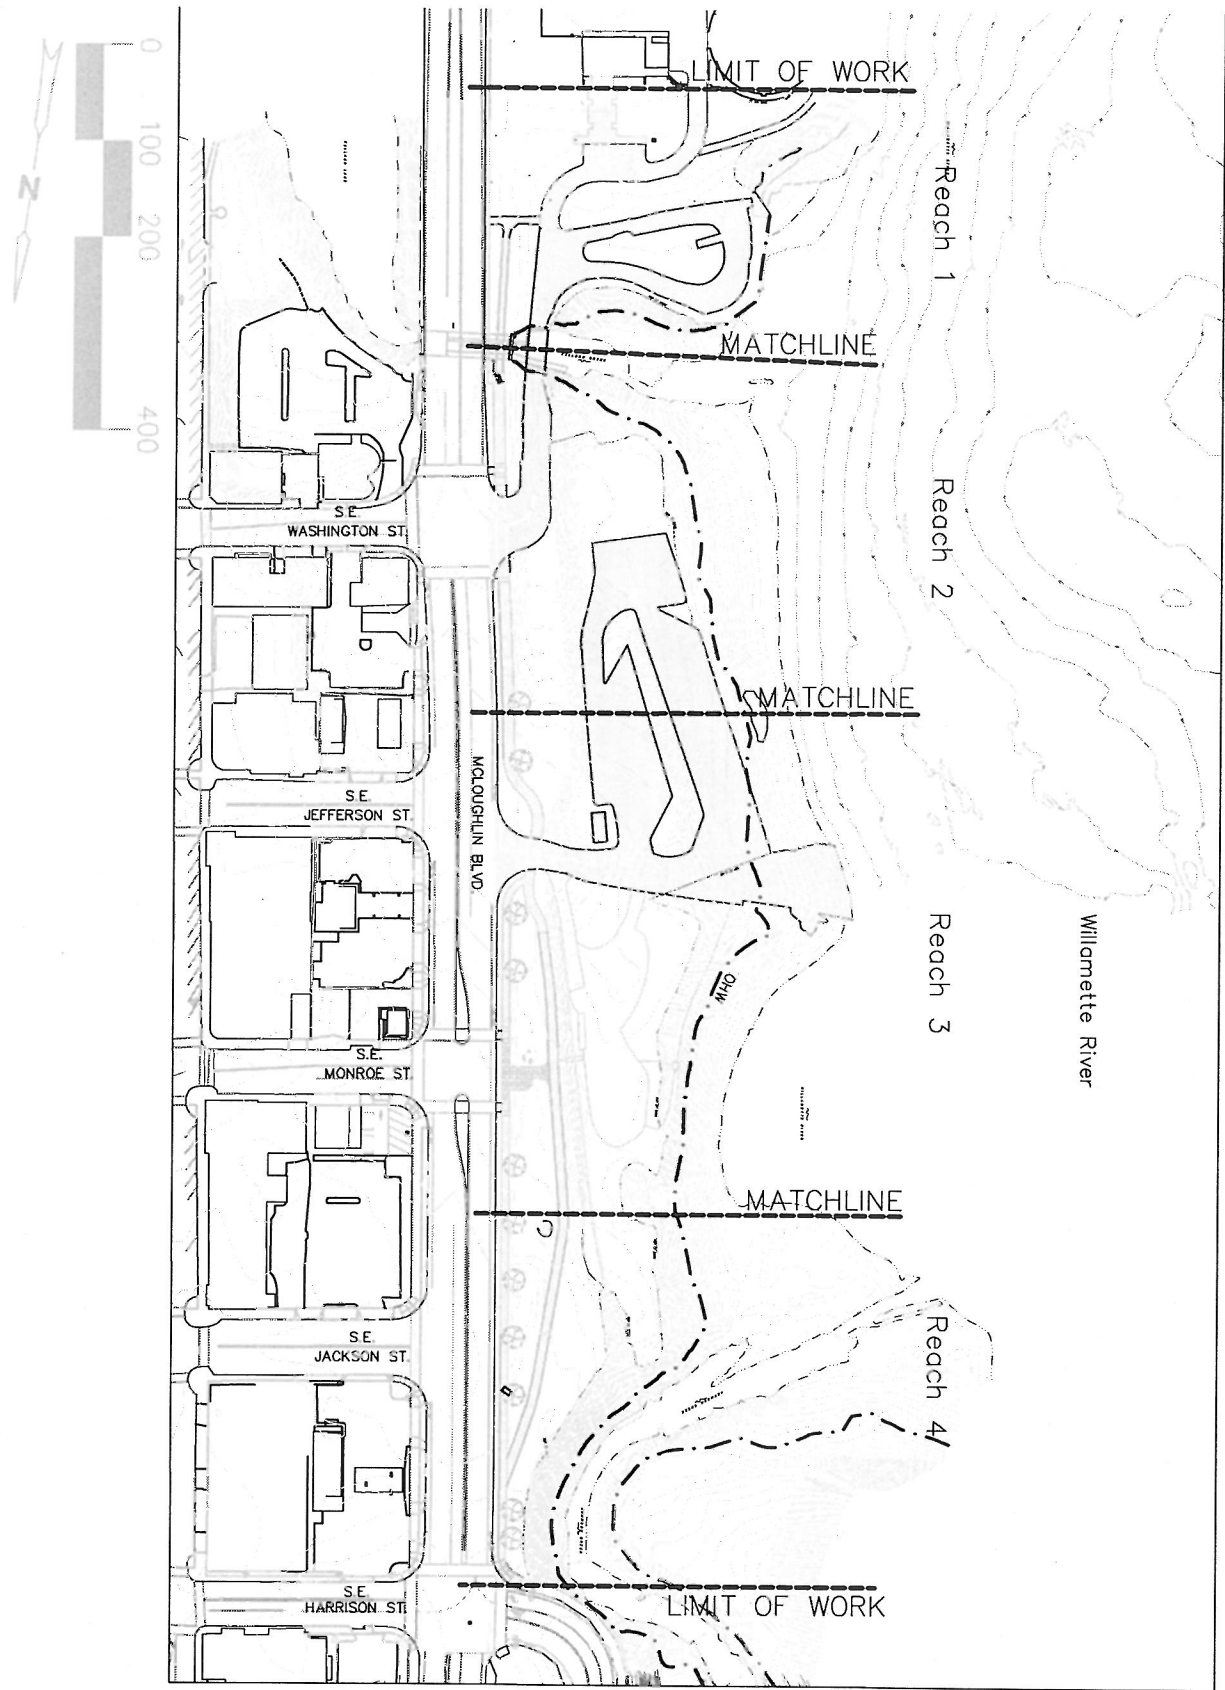 LIMIT OF WORK
Reach 1
0
100
N
200
400
MATCHLINE
Reach 2
S.E.
WASHINGTON ST.
MATCHLINE
MCLOUGHLIN BLVD.
S.E.
JEFFERSON ST.
Reach 3
Willamette River
OHW
S.E.
MONROE ST.
MATCHLINE
Reach 4
S.E.
JACKSON ST.
S.E.
HARRISON ST.
LIMIT OF WORK